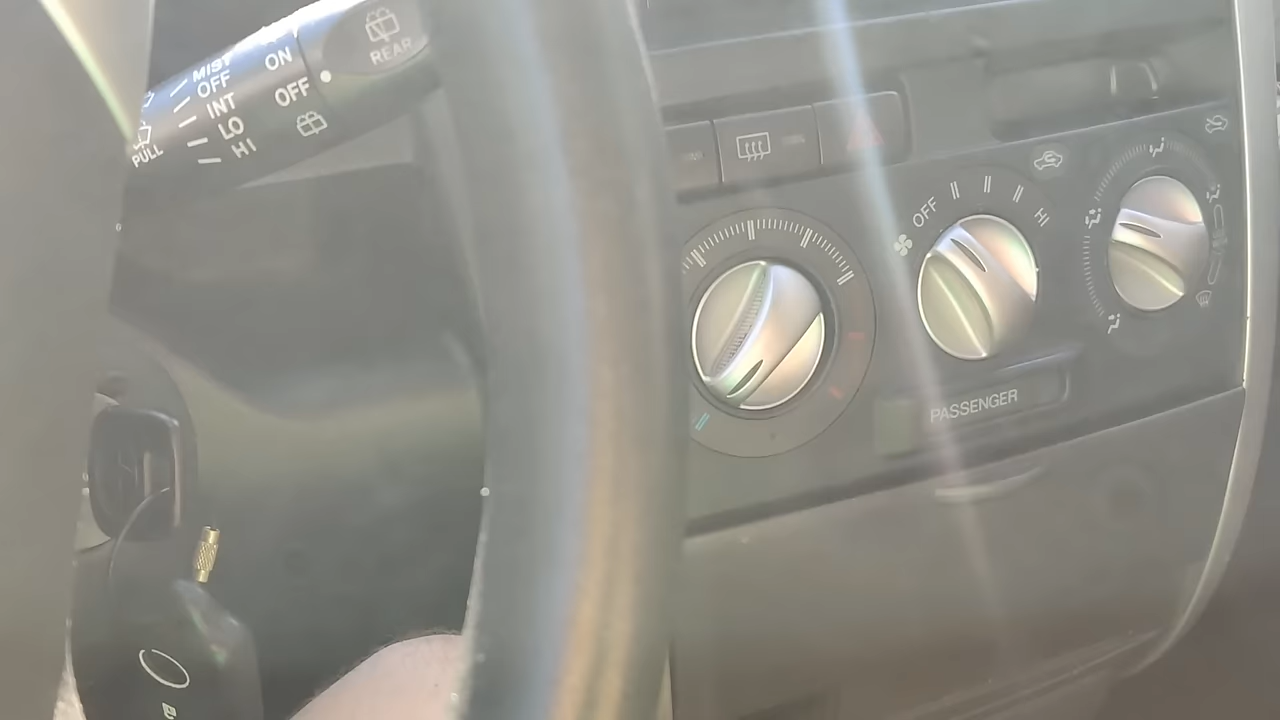 REAR
ON
OFF
MIST
OFF
INT
LO
HI
PULL
OFF
HI
PASSENGER